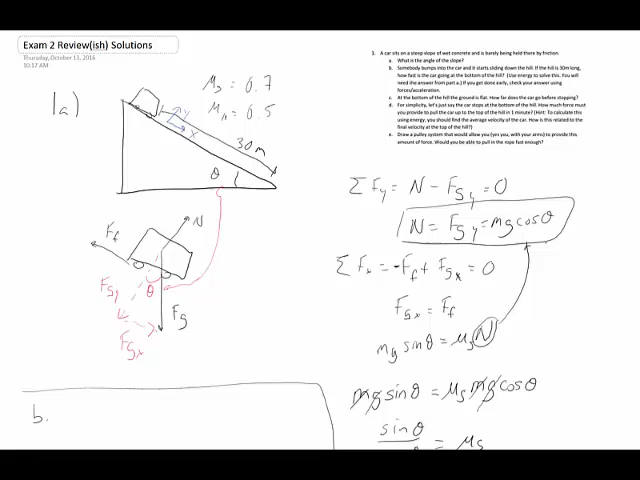 Exam 2 Review(ish) Solutions
Thursday, October 13, 2016
10:17 AM
1. A car sits on a steep slope of wet concrete and is barely being held there by friction.
a. What is the angle of the slope?
b. Somebody bumps into the car and it starts sliding down the hill. If the hill is 30m long,
how fast is the car going at the bottom of the hill? (Use energy to solve this. You will
need the answer from part a.) If you get done early, check your answer using
forces/acceleration.
c. At the bottom of the hill the ground is flat. How far does the car go before stopping?
d. For simplicity, let's just say the car stops at the bottom of the hill. How much force must
you provide to pull the car up to the top of the hill in 1 minute? (Hint: To calculate this
using energy, you should find the average velocity of the car. How is this related to the
final velocity at the top of the hill?)
e. Draw a pulley system that would allow you (yes you, with your arms) to provide this
amount of force. Would you be able to pull in the rope fast enough?
1a)
μs = 0.7
μk = 0.5
y
x
30m
θ
N
Ff
Fgy
θ
Fg
Fgx
ΣFy = N - Fgy = 0
N = Fgy = mg cosθ
ΣFx = -Ff + Fgx = 0
Fgx = Ff
mg sinθ = μs N
mg sinθ = μs mg cosθ
sinθ
= μs
b.